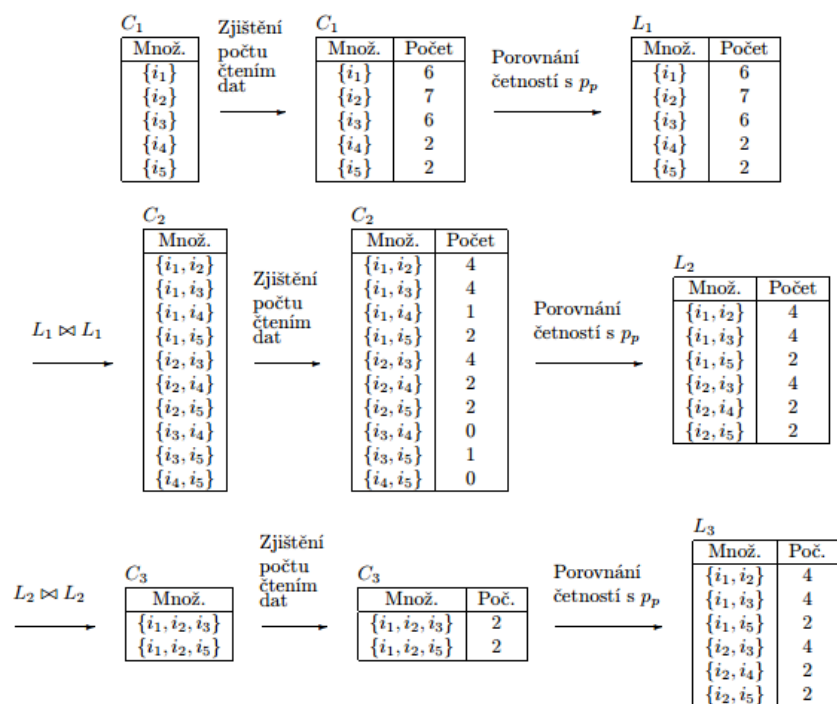 C₁
Množ.
{i₁}
{i₂}
{i₃}
{i₄}
{i₅}
Zjištění
počtu
čtením
dat
C₁
Množ. Počet
{i₁} 6
{i₂} 7
{i₃} 6
{i₄} 2
{i₅} 2
Porovnání
četností s pₚ
L₁
Množ. Počet
{i₁} 6
{i₂} 7
{i₃} 6
{i₄} 2
{i₅} 2
L₁ ⋈ L₁
C₂
Množ.
{i₁, i₂}
{i₁, i₃}
{i₁, i₄}
{i₁, i₅}
{i₂, i₃}
{i₂, i₄}
{i₂, i₅}
{i₃, i₄}
{i₃, i₅}
{i₄, i₅}
Zjištění
počtu
čtením
dat
C₂
Množ. Počet
{i₁, i₂} 4
{i₁, i₃} 4
{i₁, i₄} 1
{i₁, i₅} 2
{i₂, i₃} 4
{i₂, i₄} 2
{i₂, i₅} 2
{i₃, i₄} 0
{i₃, i₅} 1
{i₄, i₅} 0
Porovnání
četností s pₚ
L₂
Množ. Počet
{i₁, i₂} 4
{i₁, i₃} 4
{i₁, i₅} 2
{i₂, i₃} 4
{i₂, i₄} 2
{i₂, i₅} 2
L₂ ⋈ L₂
C₃
Množ.
{i₁, i₂, i₃}
{i₁, i₂, i₅}
Zjištění
počtu
čtením
dat
C₃
Množ. Poč.
{i₁, i₂, i₃} 2
{i₁, i₂, i₅} 2
Porovnání
četností s pₚ
L₃
Množ. Poč.
{i₁, i₂} 4
{i₁, i₃} 4
{i₁, i₅} 2
{i₂, i₃} 4
{i₂, i₄} 2
{i₂, i₅} 2